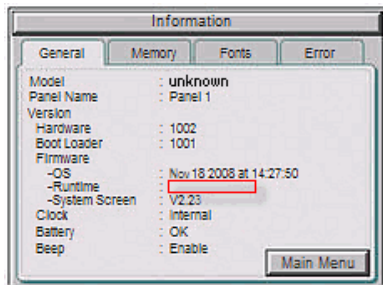 Information
General Memory Fonts Error
Model : unknown
Panel Name : Panel 1
Version
Hardware : 1002
Boot Loader : 1001
Firmware
-OS : Nov 18 2008 at 14:27:50
-Runtime :
-System Screen : V2.23
Clock : Internal
Battery : OK
Beep : Enable
Main Menu